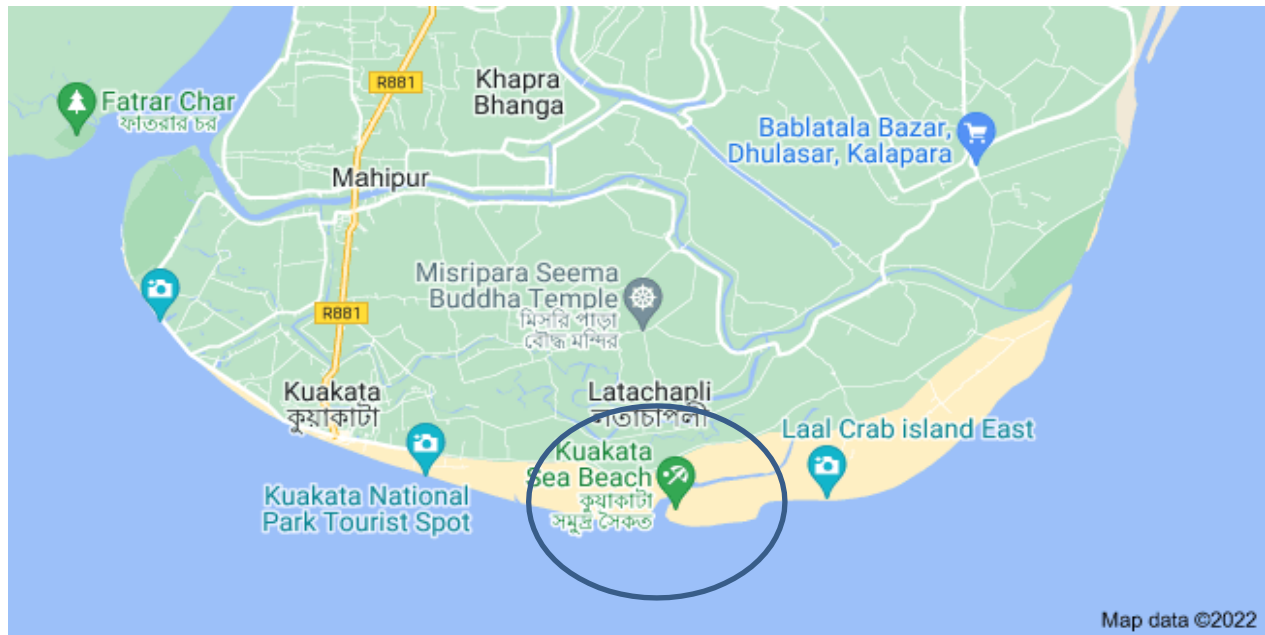 R881
Khapra
Bhanga
Fatrar Char
ফাতরার চর
Bablatala Bazar,
Dhulasar, Kalapara
Mahipur
Misripara Seema
Buddha Temple
মিসরি পাড়া
বৌদ্ধ মন্দির
R881
Kuakata
কুয়াকাটা
Latachapli
লতাচাপলী
Laal Crab island East
Kuakata
Sea Beach
কুয়াকাটা
সমুদ্র সৈকত
Kuakata National
Park Tourist Spot
Map data ©2022